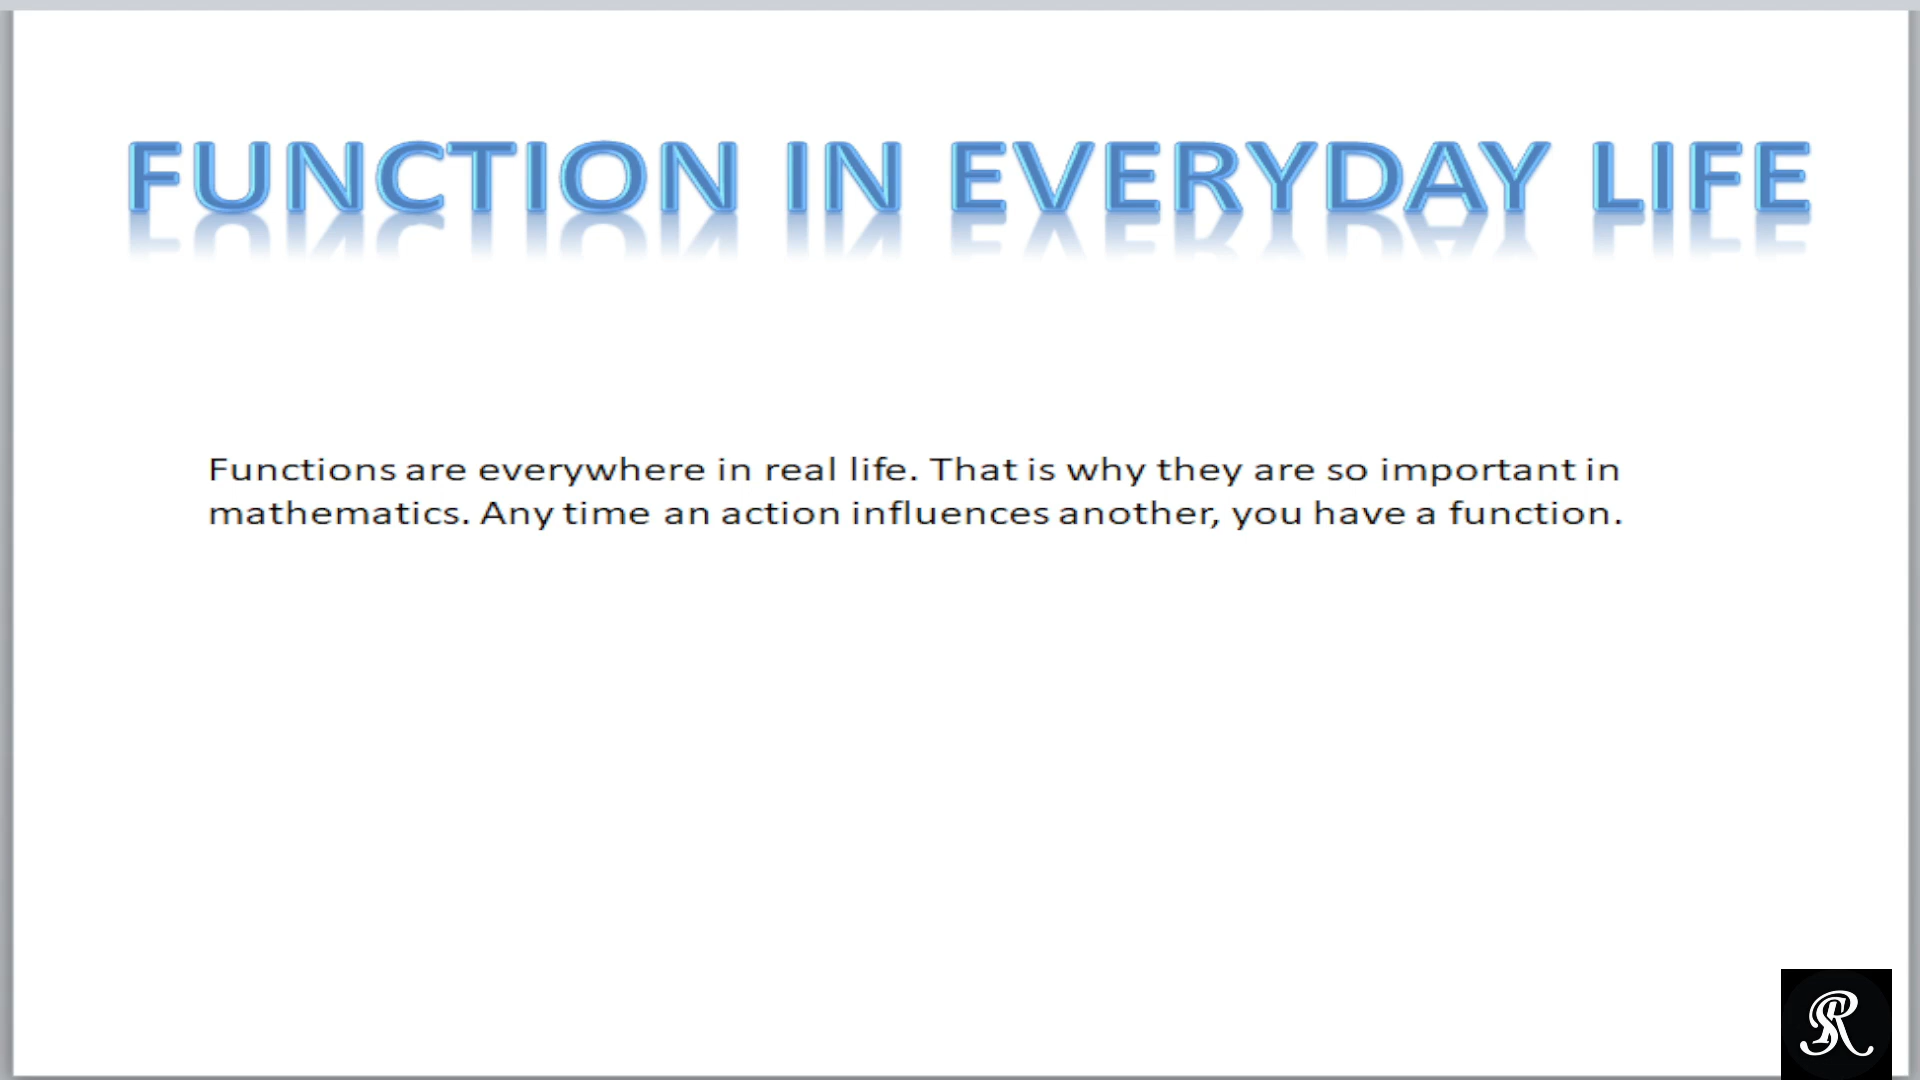 FUNCTION IN EVERYDAY LIFE
Functions are everywhere in real life. That is why they are so important in
mathematics. Any time an action influences another, you have a function.